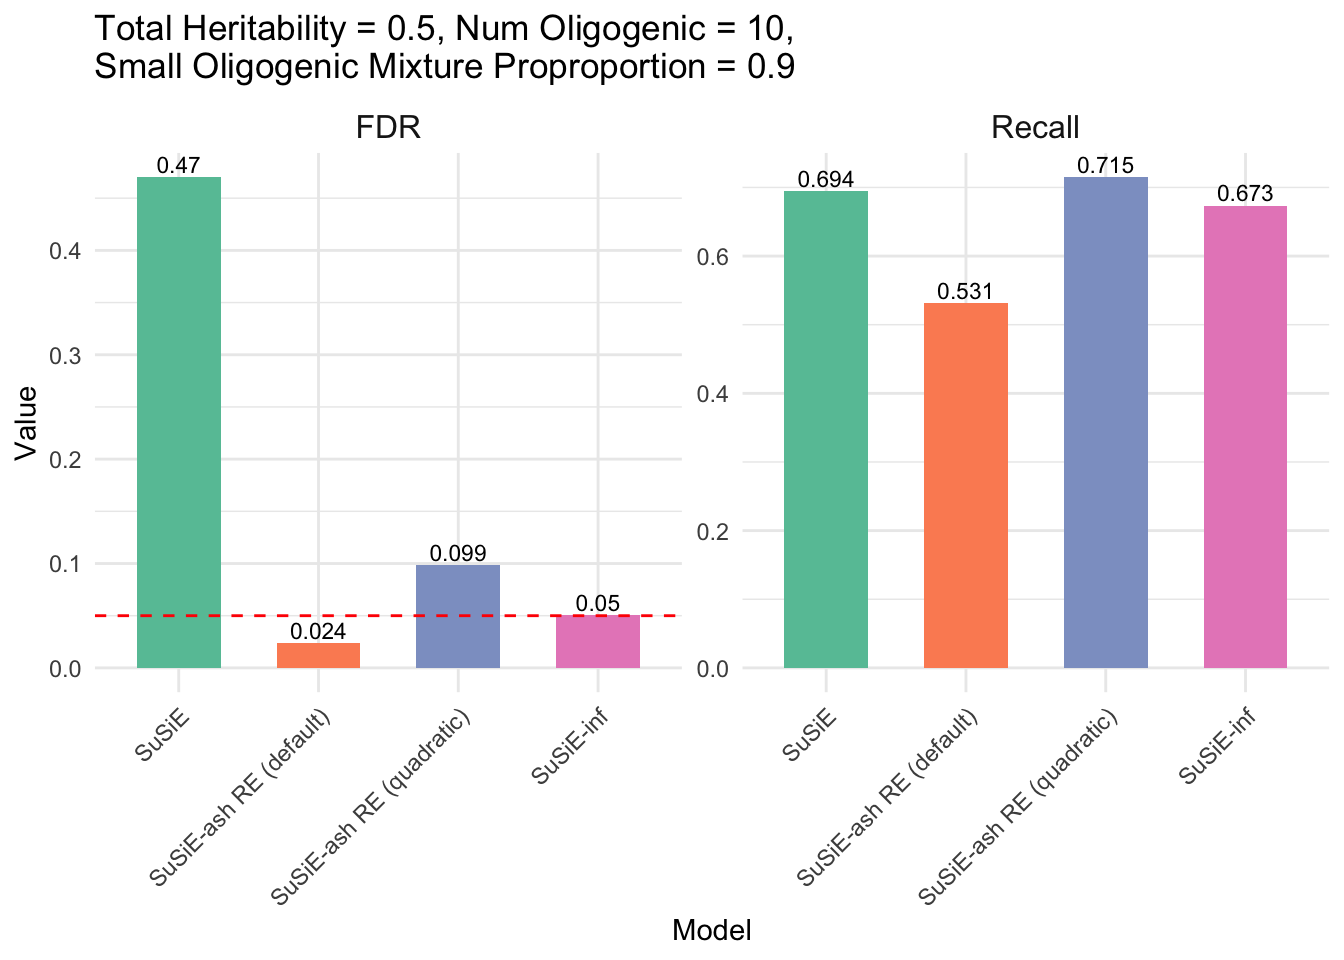 Total Heritability = 0.5, Num Oligogenic = 10,
Small Oligogenic Mixture Proproportion = 0.9
FDR
Recall
Value
0.4
0.3
0.2
0.1
0.0
0.47
0.024
0.099
0.05
0.6
0.4
0.2
0.0
0.694
0.531
0.715
0.673
SuSiE
SuSiE-ash RE (default)
SuSiE-ash RE (quadratic)
SuSiE-inf
SuSiE
SuSiE-ash RE (default)
SuSiE-ash RE (quadratic)
SuSiE-inf
Model